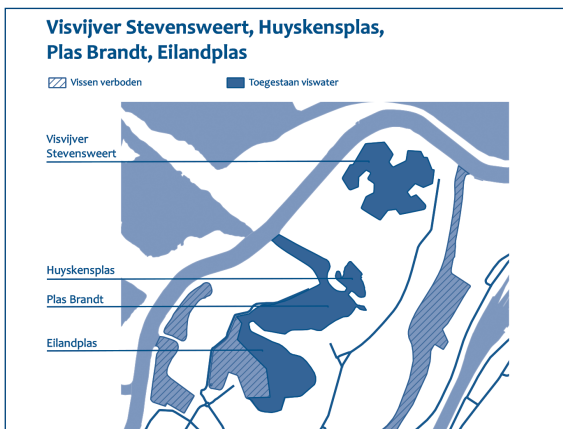 Visvijver Stevensweert, Huyskensplas,
Plas Brandt, Eilandplas
Vissen verboden
Toegestaan viswater
Visvijver
Stevensweert
Huyskensplas
Plas Brandt
Eilandplas